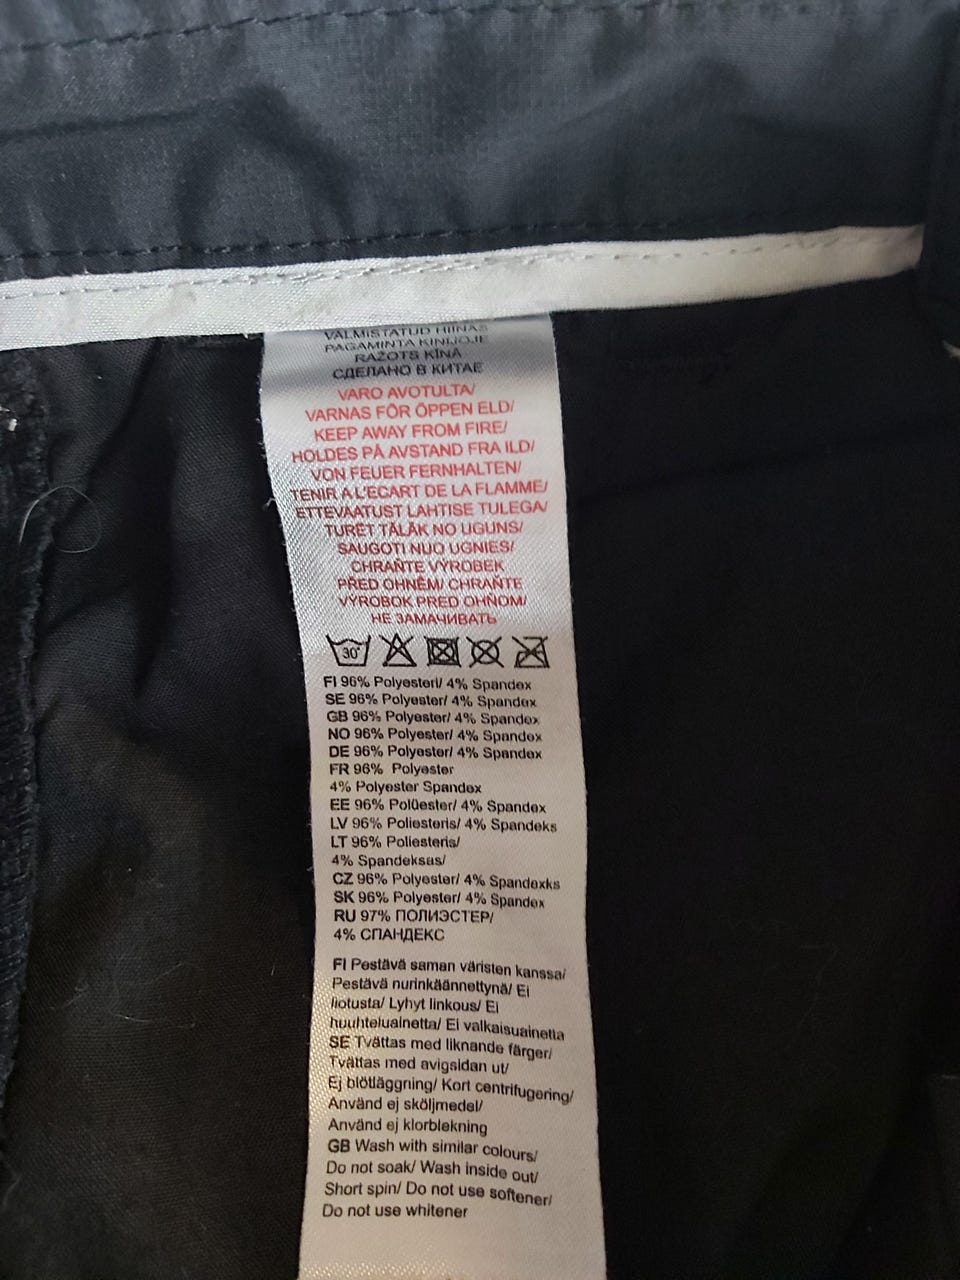 VALMISTATUD HIINAS
PAGAMINTA KINIJOJE
RAŽOTS ĶĪNĀ
СДЕЛАНО В КИТАЕ
VARO AVOTULTA/
VARNAS FÖR ÖPPEN ELD/
KEEP AWAY FROM FIRE/
HOLDES PÅ AVSTAND FRA ILD/
VON FEUER FERNHALTEN/
TENIR A L'ECART DE LA FLAMME/
ETTEVAATUST LAHTISE TULEGA/
TURĒT TĀLĀK NO UGUNS/
SAUGOTI NUO UGNIES/
CHRAŇTE VÝROBEK
PŘED OHNĚM/ CHRAŇTE
VÝROBOK PRED OHŇOM/
НЕ ЗАМАЧИВАТЬ
30°
FI 96% Polyesteri/ 4% Spandex
SE 96% Polyester/ 4% Spandex
GB 96% Polyester/ 4% Spandex
NO 96% Polyester/ 4% Spandex
DE 96% Polyester/ 4% Spandex
FR 96% Polyester
4% Polyester Spandex
EE 96% Polüester/ 4% Spandex
LV 96% Poliesteris/ 4% Spandeks
LT 96% Poliesteris/
4% Spandeksas/
CZ 96% Polyester/ 4% Spandexks
SK 96% Polyester/ 4% Spandex
RU 97% ПОЛИЭСТЕР/
4% СПАНДЕКС
FI Pestävä saman väristen kanssa/
Pestävä nurinkäännettynä/ Ei
liotusta/ Lyhyt linkous/ Ei
huuhteluainetta/ Ei valkaisuainetta
SE Tvättas med liknande färger/
Tvättas med avigsidan ut/
Ej blötläggning/ Kort centrifugering/
Använd ej sköljmedel/
Använd ej klorblekning
GB Wash with similar colours/
Do not soak/ Wash inside out/
Short spin/ Do not use softener/
Do not use whitener